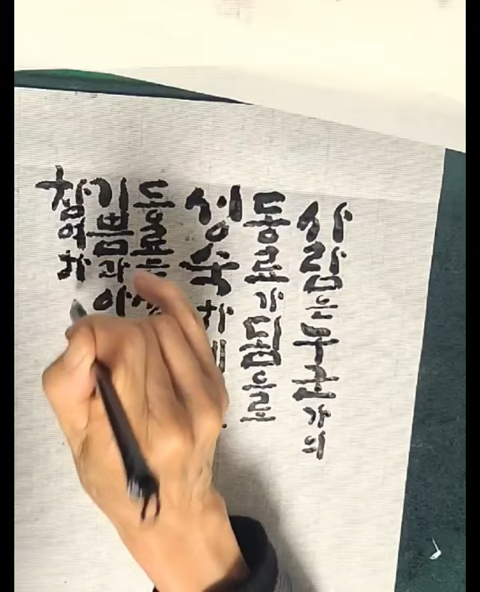 사람은 누군가의
동료가 됨으로
성숙하게
동료는
기쁨과
참여하